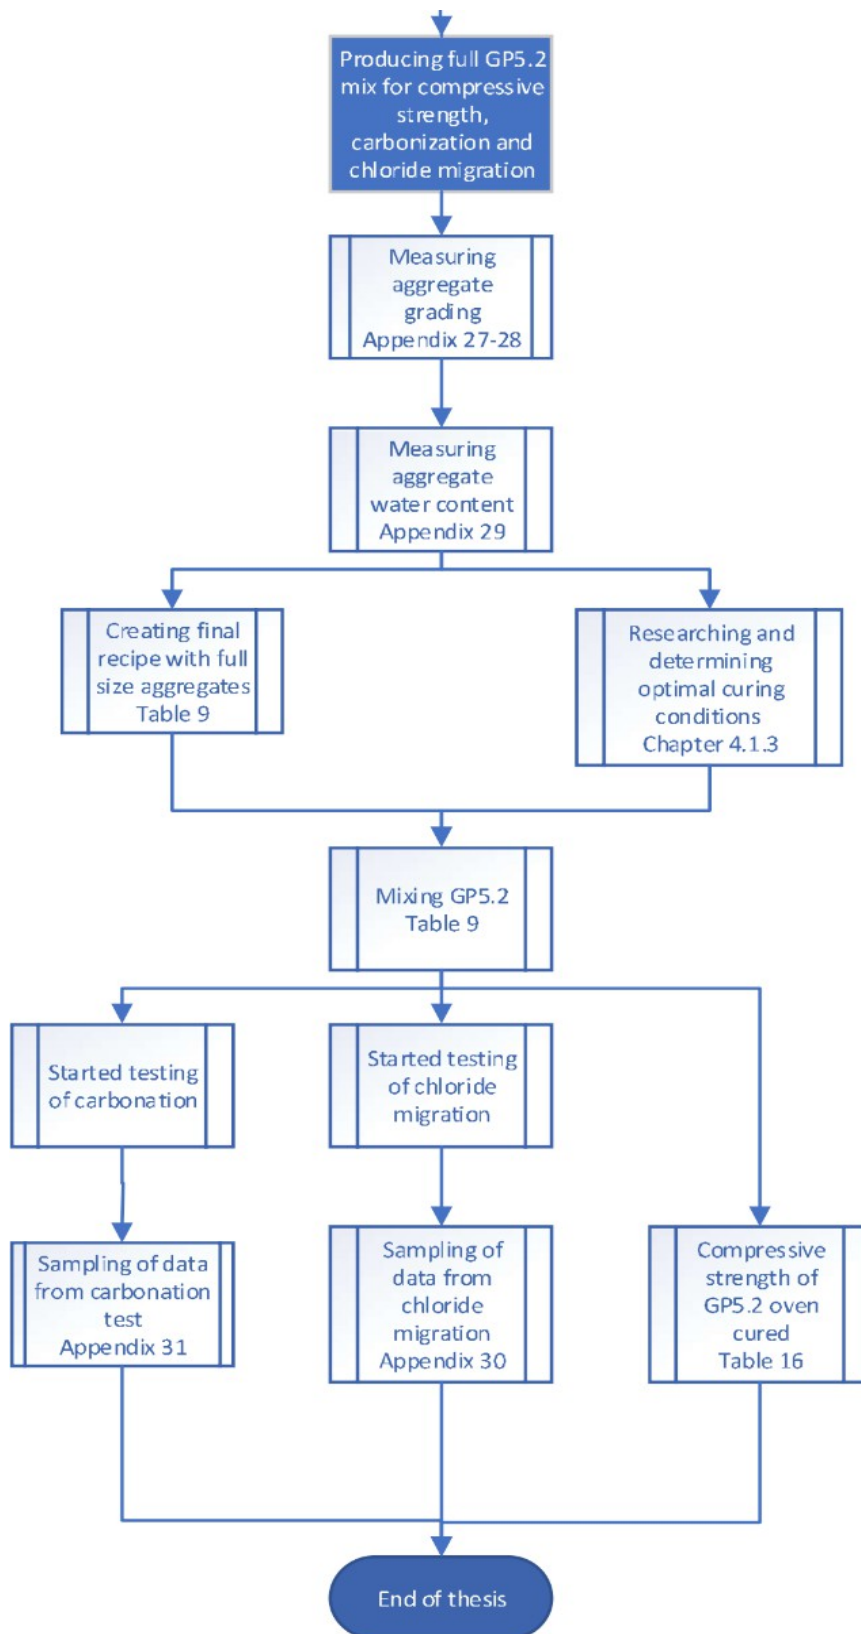 Producing full GP5.2
mix for compressive
strength,
carbonization and
chloride migration
Measuring
aggregate
grading
Appendix 27-28
Measuring
aggregate
water content
Appendix 29
Creating final
recipe with full
size aggregates
Table 9
Researching and
determining
optimal curing
conditions
Chapter 4.1.3
Mixing GP5.2
Table 9
Started testing
of carbonation
Started testing
of chloride
migration
Sampling of data
from carbonation
test
Appendix 31
Sampling of
data from
chloride
migration
Appendix 30
Compressive
strength of
GP5.2 oven
cured
Table 16
End of thesis